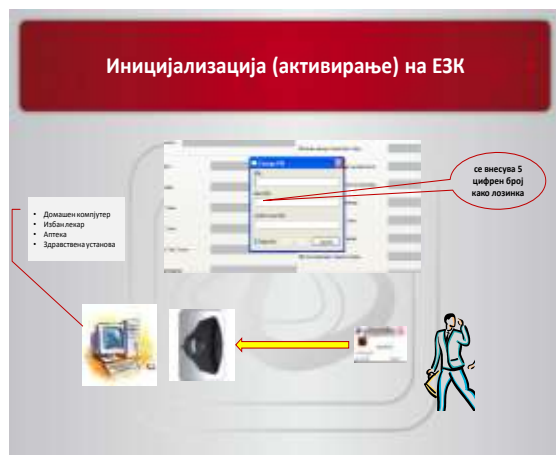 Иницијализација (активирање) на ЕЗК
се внесува 5
цифрен број
како лозинка
• Домашен компјутер
• Избан лекар
• Аптека
• Здравствена установа